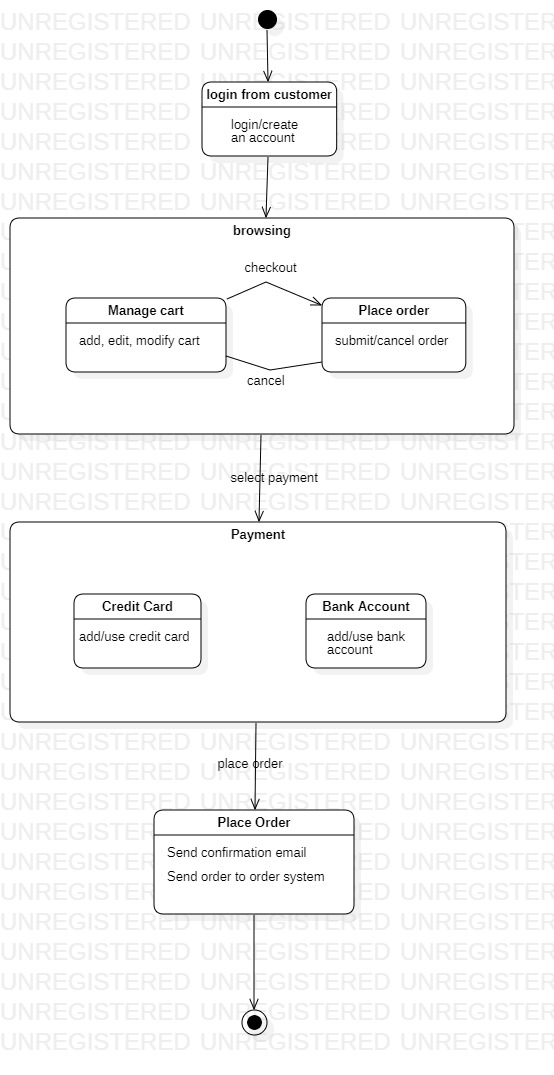 login from customer
login/create
an account
browsing
checkout
Manage cart
add, edit, modify cart
Place order
submit/cancel order
cancel
select payment
Payment
Credit Card
add/use credit card
Bank Account
add/use bank
account
place order
Place Order
Send confirmation email
Send order to order system
UNREGISTERED